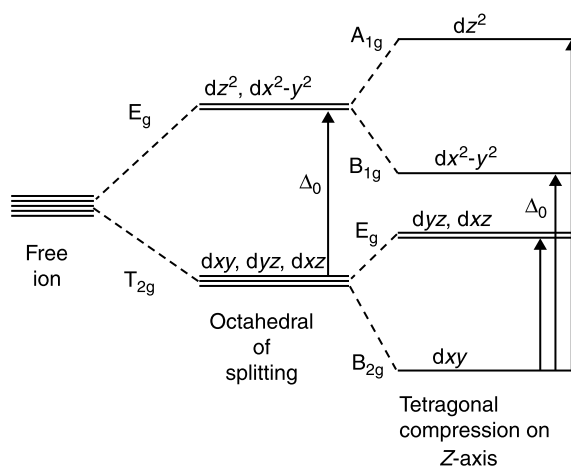 A1g
dz2
Eg
dz2, dx2-y2
B1g
dx2-y2
Δ0
Δ0
Eg
dyz, dxz
Free
ion
T2g
dxy, dyz, dxz
Octahedral
of
splitting
B2g
dxy
Tetragonal
compression on
Z-axis